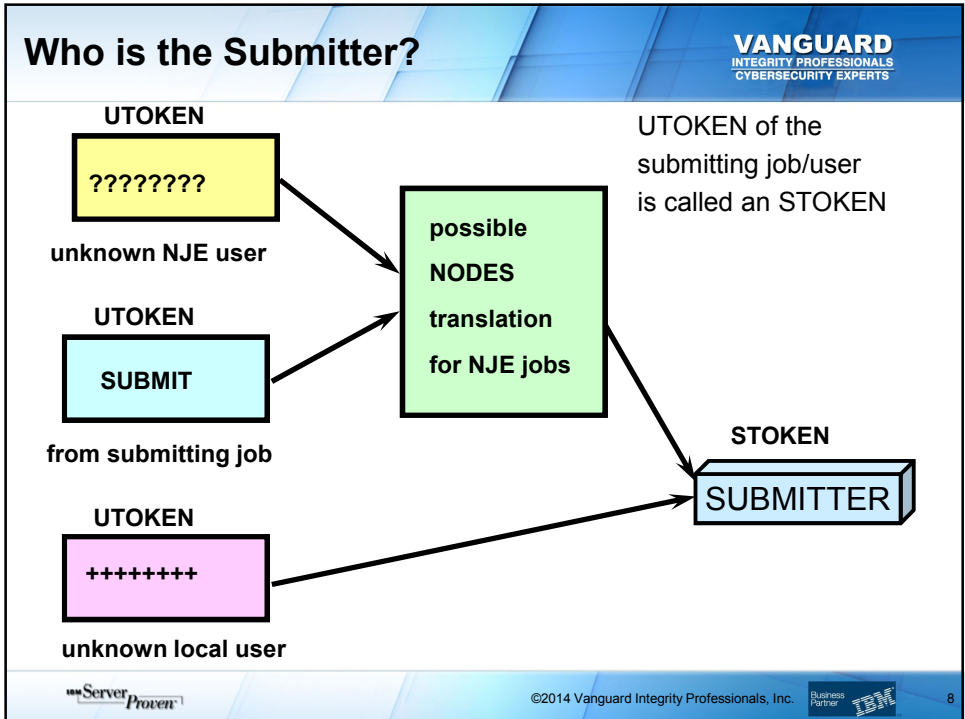 Who is the Submitter?
VANGUARD
INTEGRITY PROFESSIONALS
CYBERSECURITY EXPERTS
UTOKEN
????????
unknown NJE user
UTOKEN
SUBMIT
from submitting job
UTOKEN
++++++++
unknown local user
possible
NODES
translation
for NJE jobs
UTOKEN of the
submitting job/user
is called an STOKEN
STOKEN
SUBMITTER
IBM Server Proven
©2014 Vanguard Integrity Professionals, Inc.
Business
Partner
IBM
8